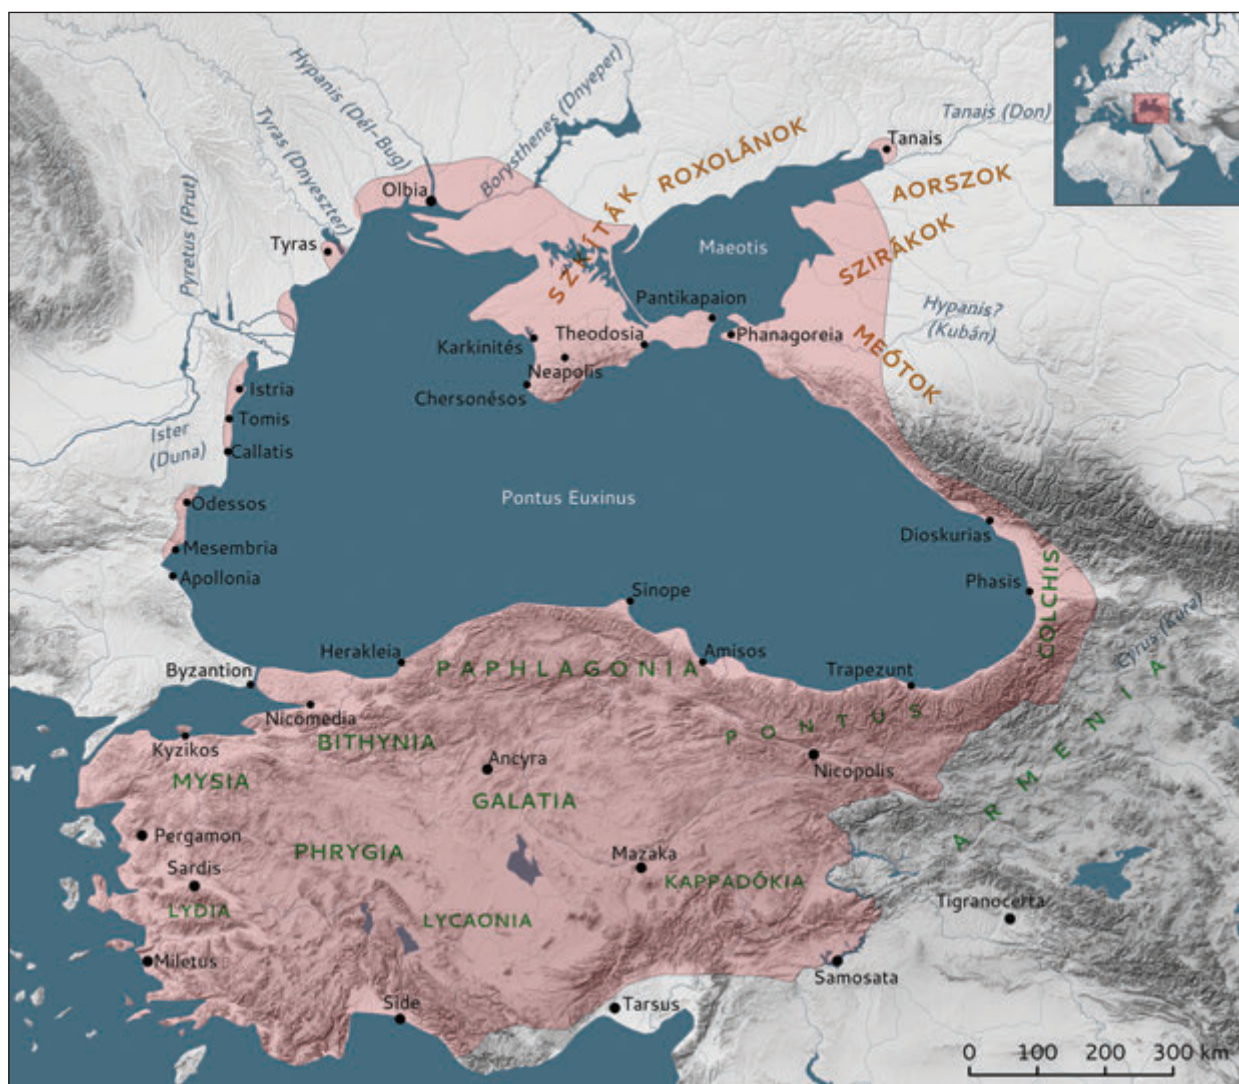 Hypanis (Dél-Bug)
Borysthenes (Dnyeper)
Tyras (Dnyeszter)
Pyretus (Prut)
Tanais (Don)
Tanais
ROXOLÁNOK
AORSZOK
SZKÍTÁK
SZIRÁKOK
Olbia
Tyras
Maeotis
Hypanis?
(Kubán)
Pantikapaion
Phanagoreia
MEÓTOK
Theodosia
Karkinités
Neapolis
Chersonésos
Istria
Tomis
Callatis
Ister
(Duna)
Odessos
Mesembria
Apollonia
Pontus Euxinus
Dioskurias
Phasis
COLCHIS
Cyrus (Kura)
Sinope
Amisos
Trapezunt
Herakleia
Byzantion
PAPHLAGONIA
PONTUS
ARMENIA
Nicomedia
Kyzikos
BITHYNIA
MYSIA
Ancyra
Nicopolis
GALATIA
Pergamon
PHRYGIA
Sardis
Mazaka
KAPPADÓKIA
LYDIA
LYCAONIA
Tigranocerta
Miletus
Samosata
Side
Tarsus
0 100 200 300 km